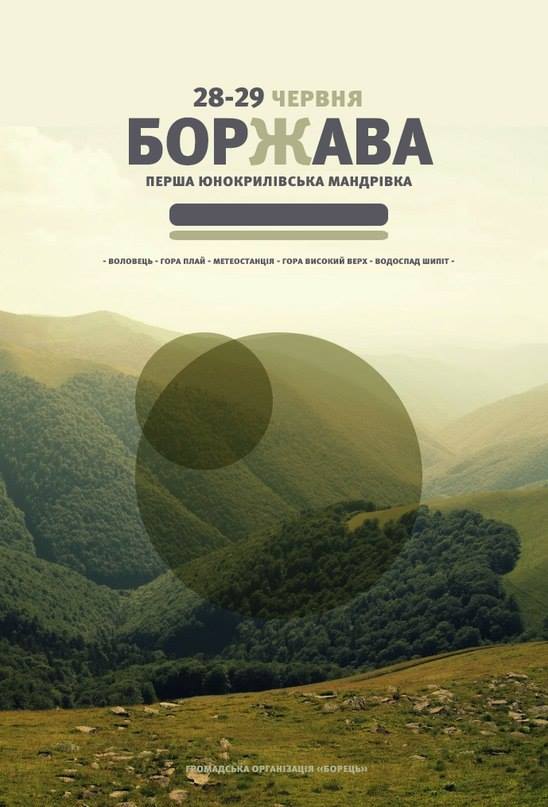 28-29 ЧЕРВНЯ
БОРЖАВА
ПЕРША ЮНОКРИЛІВСЬКА МАНДРІВКА
- ВОЛОВЕЦЬ - ГОРА ПЛАЙ - МЕТЕОСТАНЦІЯ - ГОРА ВИСОКИЙ ВЕРХ - ВОДОСПАД ШИПІТ -
ГРОМАДСЬКА ОРГАНІЗАЦІЯ «БОРЕЦЬ»